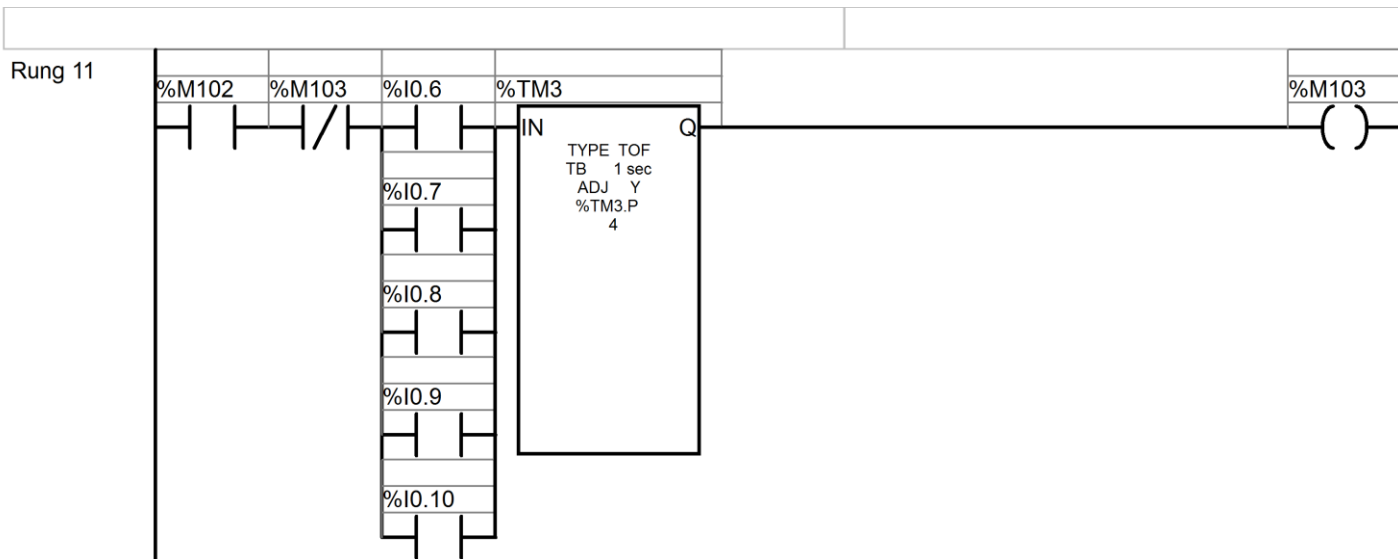 Rung 11
%M102 %M103 %I0.6 %TM3 %M103
IN Q
TYPE TOF
TB 1 sec
ADJ Y
%TM3.P
4
%I0.7
%I0.8
%I0.9
%I0.10